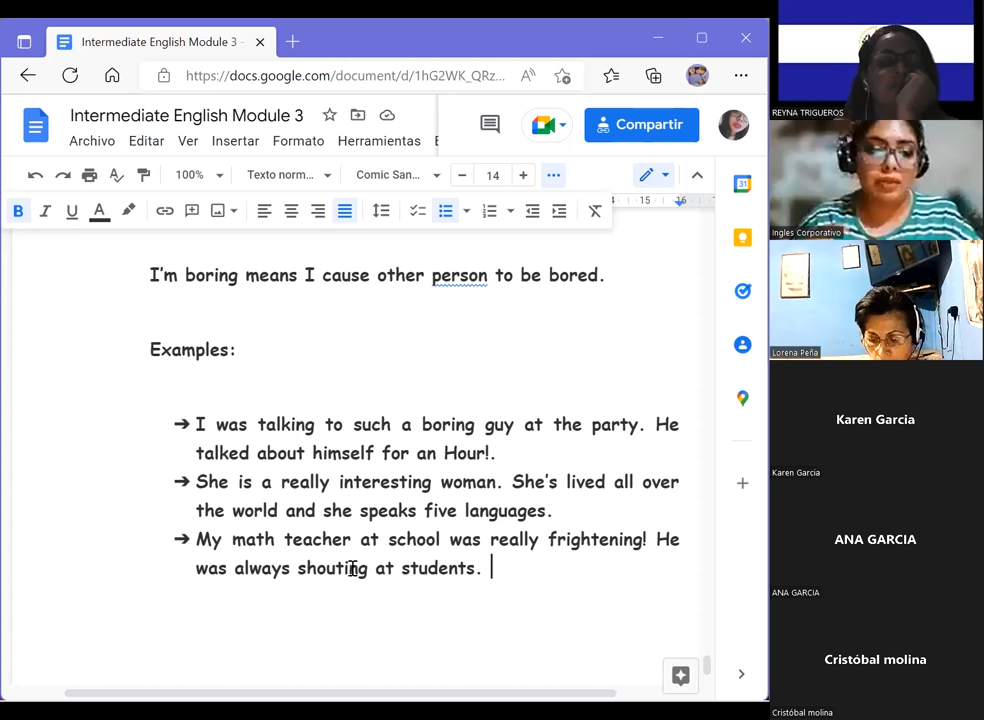 Intermediate English Module 3 -
https://docs.google.com/document/d/1hG2WK_QRz...
Intermediate English Module 3
Compartir
Archivo Editar Ver Insertar Formato Herramientas E
100% Texto norm... Comic San... 14
15 16
I'm boring means I cause other person to be bored.
Examples:
➔ I was talking to such a boring guy at the party. He
talked about himself for an Hour!.
➔ She is a really interesting woman. She's lived all over
the world and she speaks five languages.
➔ My math teacher at school was really frightening! He
was always shouting at students.
REYNA TRIGUEROS
Ingles Corporativo
Lorena Peña
Karen Garcia
Karen Garcia
ANA GARCIA
ANA GARCIA
Cristóbal molina
Cristóbal molina